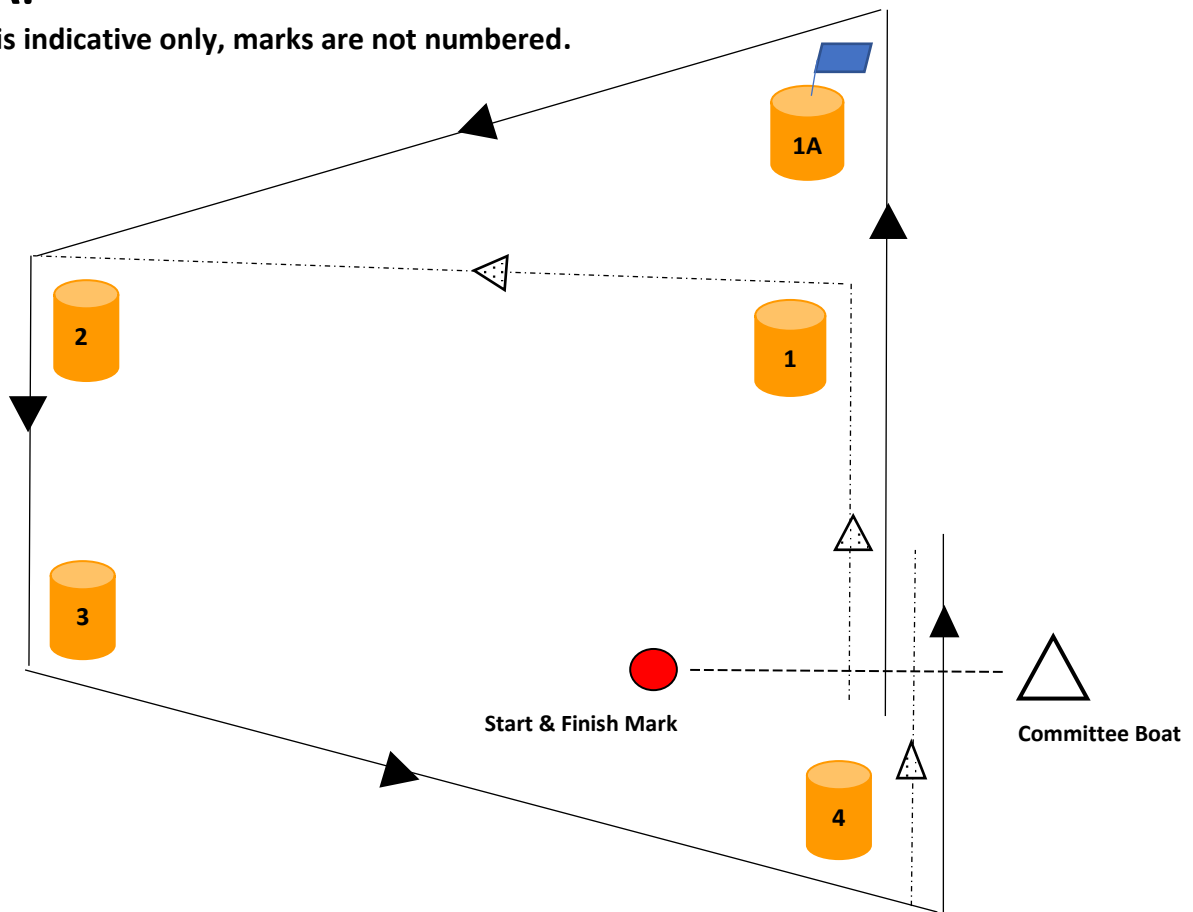 is indicative only, marks are not numbered.
1A
2
1
3
Start & Finish Mark
Committee Boat
4